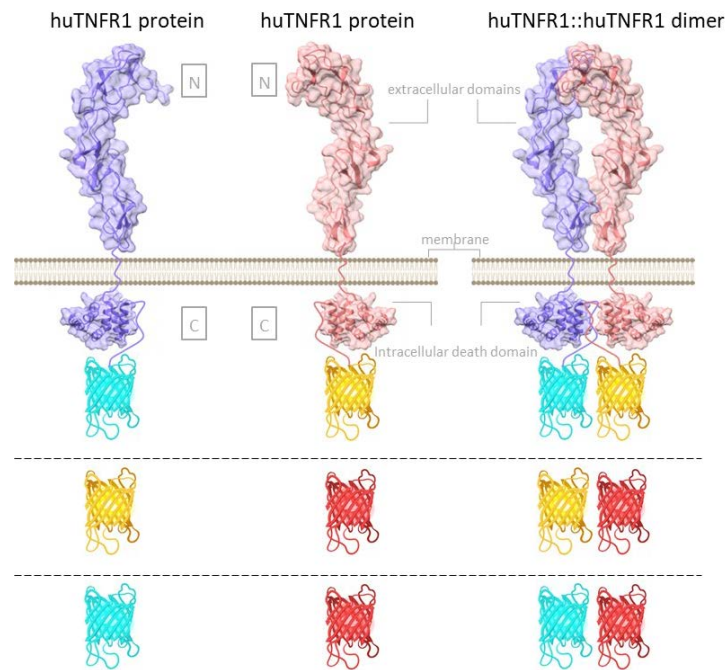 huTNFR1 protein
huTNFR1 protein
huTNFR1::huTNFR1 dimer
N
N
extracellular domains
membrane
C
C
Intracellular death domain